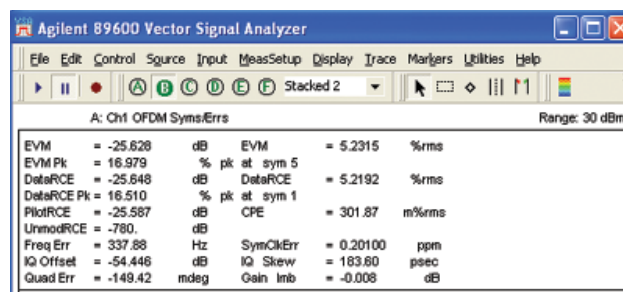 Agilent 89600 Vector Signal Analyzer
File Edit Control Source Input MeasSetup Display Trace Markers Utilities Help
A B C D E F Stacked 2
A: Ch1 OFDM Syms/Errs Range: 30 dBm
EVM = -25.628 dB EVM = 5.2315 %rms
EVM Pk = 16.979 % pk at sym 5
DataRCE = -25.648 dB DataRCE = 5.2192 %rms
DataRCE Pk = 16.510 % pk at sym 1
PilotRCE = -25.587 dB CPE = 301.87 m%rms
UnmodRCE = -780. dB
Freq Err = 337.88 Hz SymClkErr = 0.20100 ppm
IQ Offset = -54.446 dB IQ Skew = 183.60 psec
Quad Err = -149.42 mdeg Gain Imb = -0.008 dB